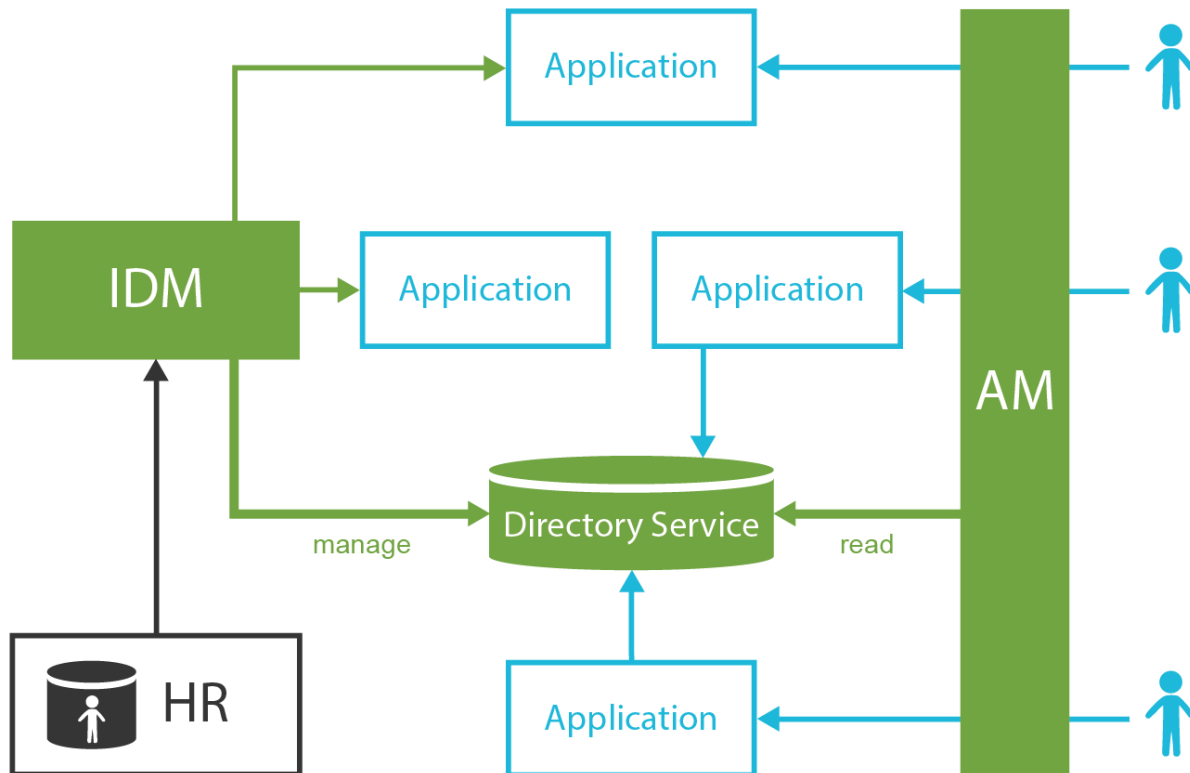 Application
IDM
Application
Application
AM
Directory Service
manage
read
HR
Application